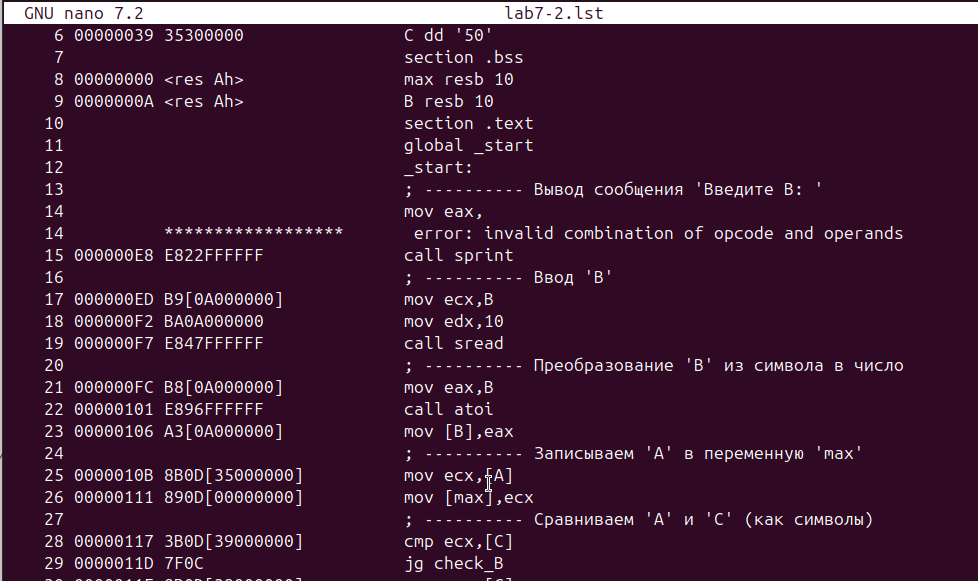 GNU nano 7.2 lab7-2.lst
6 00000039 35300000 C dd '50'
7 section .bss
8 00000000 <res Ah> max resb 10
9 0000000A <res Ah> B resb 10
10 section .text
11 global _start
12 _start:
13 ; ---------- Вывод сообщения 'Введите B: '
14 mov eax,
14 ****************** error: invalid combination of opcode and operands
15 000000E8 E822FFFFFF call sprint
16 ; ---------- Ввод 'B'
17 000000ED B9[0A000000] mov ecx,B
18 000000F2 BA0A000000 mov edx,10
19 000000F7 E847FFFFFF call sread
20 ; ---------- Преобразование 'B' из символа в число
21 000000FC B8[0A000000] mov eax,B
22 00000101 E896FFFFFF call atoi
23 00000106 A3[0A000000] mov [B],eax
24 ; ---------- Записываем 'A' в переменную 'max'
25 0000010B 8B0D[35000000] mov ecx,[A]
26 00000111 890D[00000000] mov [max],ecx
27 ; ---------- Сравниваем 'A' и 'C' (как символы)
28 00000117 3B0D[39000000] cmp ecx,[C]
29 0000011D 7F0C jg check_B